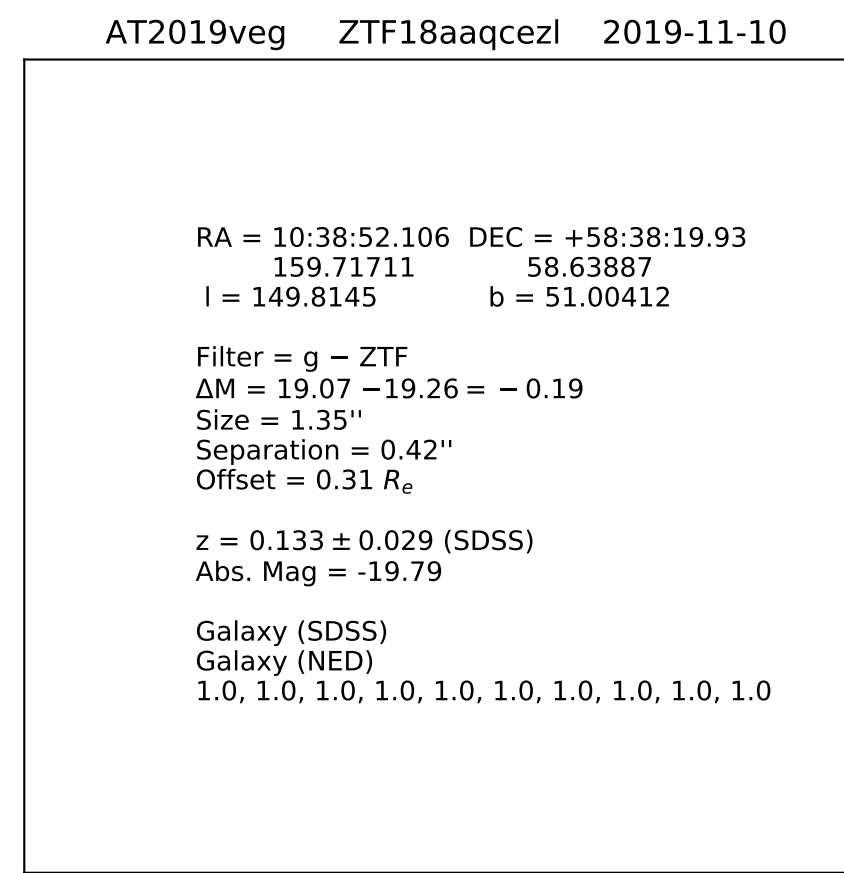 AT2019veg ZTF18aaqcezl 2019-11-10
RA = 10:38:52.106 DEC = +58:38:19.93
159.71711 58.63887
l = 149.8145 b = 51.00412
Filter = g − ZTF
ΔM = 19.07 −19.26 = − 0.19
Size = 1.35''
Separation = 0.42''
Offset = 0.31 Re
z = 0.133 ± 0.029 (SDSS)
Abs. Mag = -19.79
Galaxy (SDSS)
Galaxy (NED)
1.0, 1.0, 1.0, 1.0, 1.0, 1.0, 1.0, 1.0, 1.0, 1.0